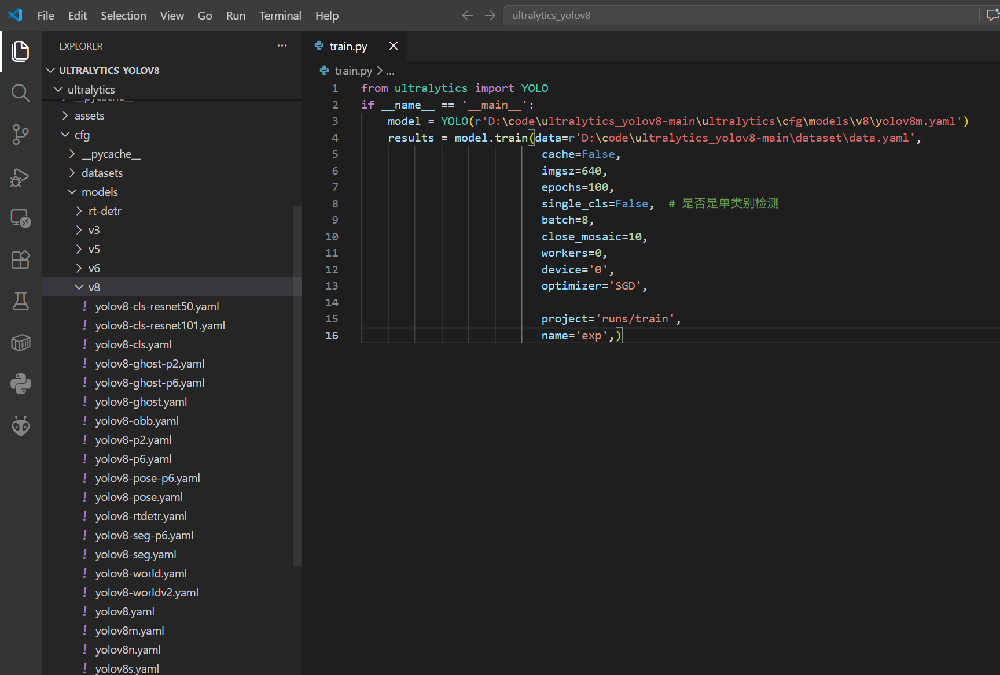 File Edit Selection View Go Run Terminal Help
ultralytics_yolov8
EXPLORER
ULTRALYTICS_YOLOV8
ultralytics
__pycache__
assets
cfg
__pycache__
datasets
models
rt-detr
v3
v5
v6
v8
yolov8-cls-resnet50.yaml
yolov8-cls-resnet101.yaml
yolov8-cls.yaml
yolov8-ghost-p2.yaml
yolov8-ghost-p6.yaml
yolov8-ghost.yaml
yolov8-obb.yaml
yolov8-p2.yaml
yolov8-p6.yaml
yolov8-pose-p6.yaml
yolov8-pose.yaml
yolov8-rtdetr.yaml
yolov8-seg-p6.yaml
yolov8-seg.yaml
yolov8-world.yaml
yolov8-worldv2.yaml
yolov8.yaml
yolov8m.yaml
yolov8n.yaml
yolov8s.yaml
train.py
train.py > ...
1 from ultralytics import YOLO
2 if __name__ == '__main__':
3 model = YOLO(r'D:\code\ultralytics_yolov8-main\ultralytics\cfg\models\v8\yolov8m.yaml')
4 results = model.train(data=r'D:\code\ultralytics_yolov8-main\dataset\data.yaml',
5 cache=False,
6 imgsz=640,
7 epochs=100,
8 single_cls=False, # 是否是单类别检测
9 batch=8,
10 close_mosaic=10,
11 workers=0,
12 device='0',
13 optimizer='SGD',
14
15 project='runs/train',
16 name='exp',)